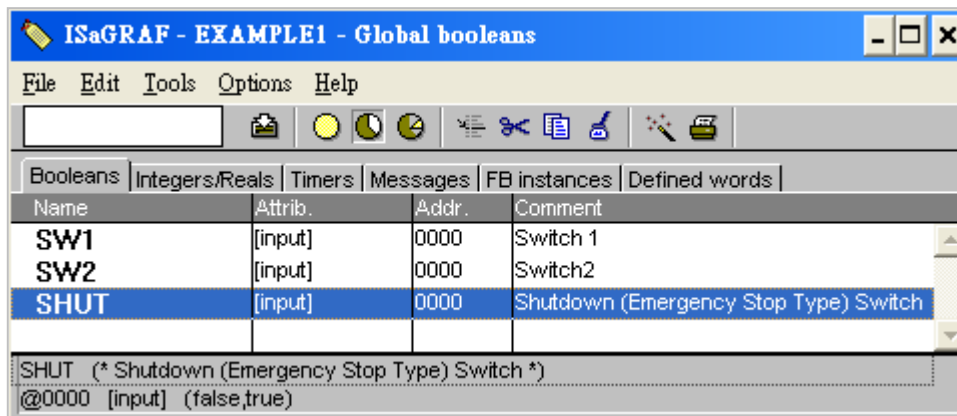 ISaGRAF - EXAMPLE1 - Global booleans
File Edit Tools Options Help
Booleans Integers/Reals Timers Messages FB instances Defined words
Name Attrib. Addr. Comment
SW1 [input] 0000 Switch 1
SW2 [input] 0000 Switch2
SHUT [input] 0000 Shutdown (Emergency Stop Type) Switch
SHUT (* Shutdown (Emergency Stop Type) Switch *)
@0000 [input] (false,true)